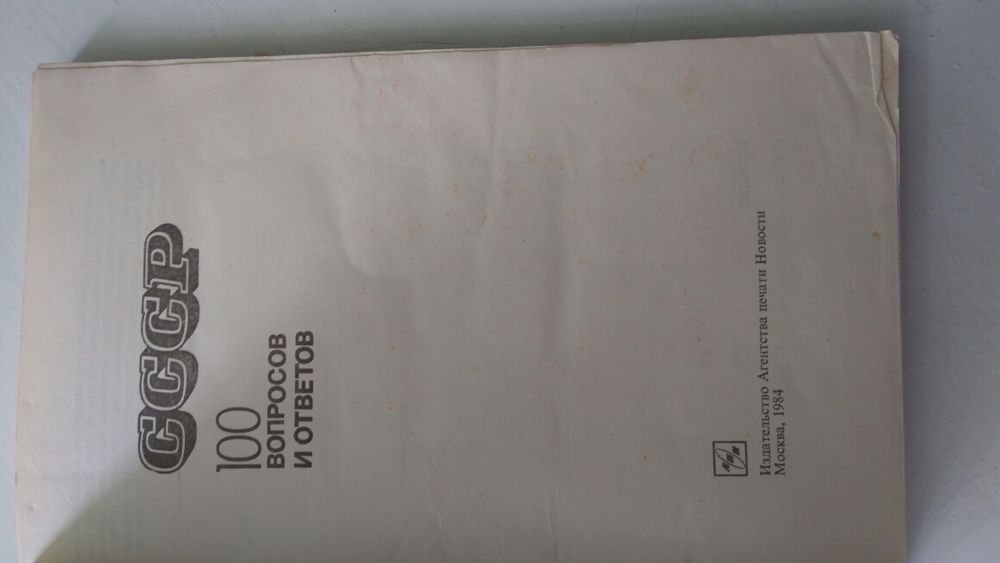 СССР
100
ВОПРОСОВ
И ОТВЕТОВ
Издательство Агентства печати Новости
Москва, 1984